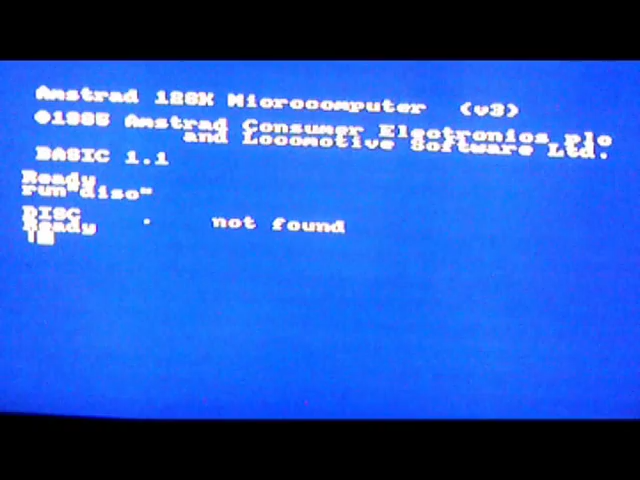 Amstrad 128K Microcomputer (v3)
©1985 Amstrad Consumer Electronics plc
and Locomotive Software Ltd.
BASIC 1.1
Ready
run"disc"
DISC . not found
Ready